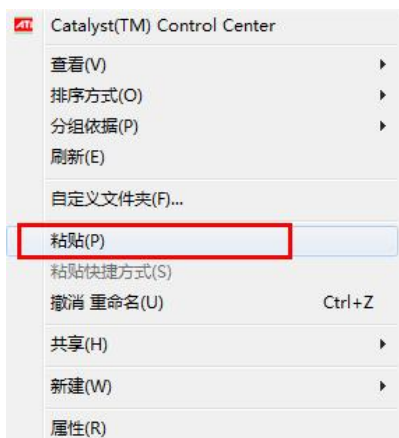 ATI Catalyst(TM) Control Center
查看(V)
排序方式(O)
分组依据(P)
刷新(E)
自定义文件夹(F)...
粘贴(P)
粘贴快捷方式(S)
撤消 重命名(U) Ctrl+Z
共享(H)
新建(W)
属性(R)